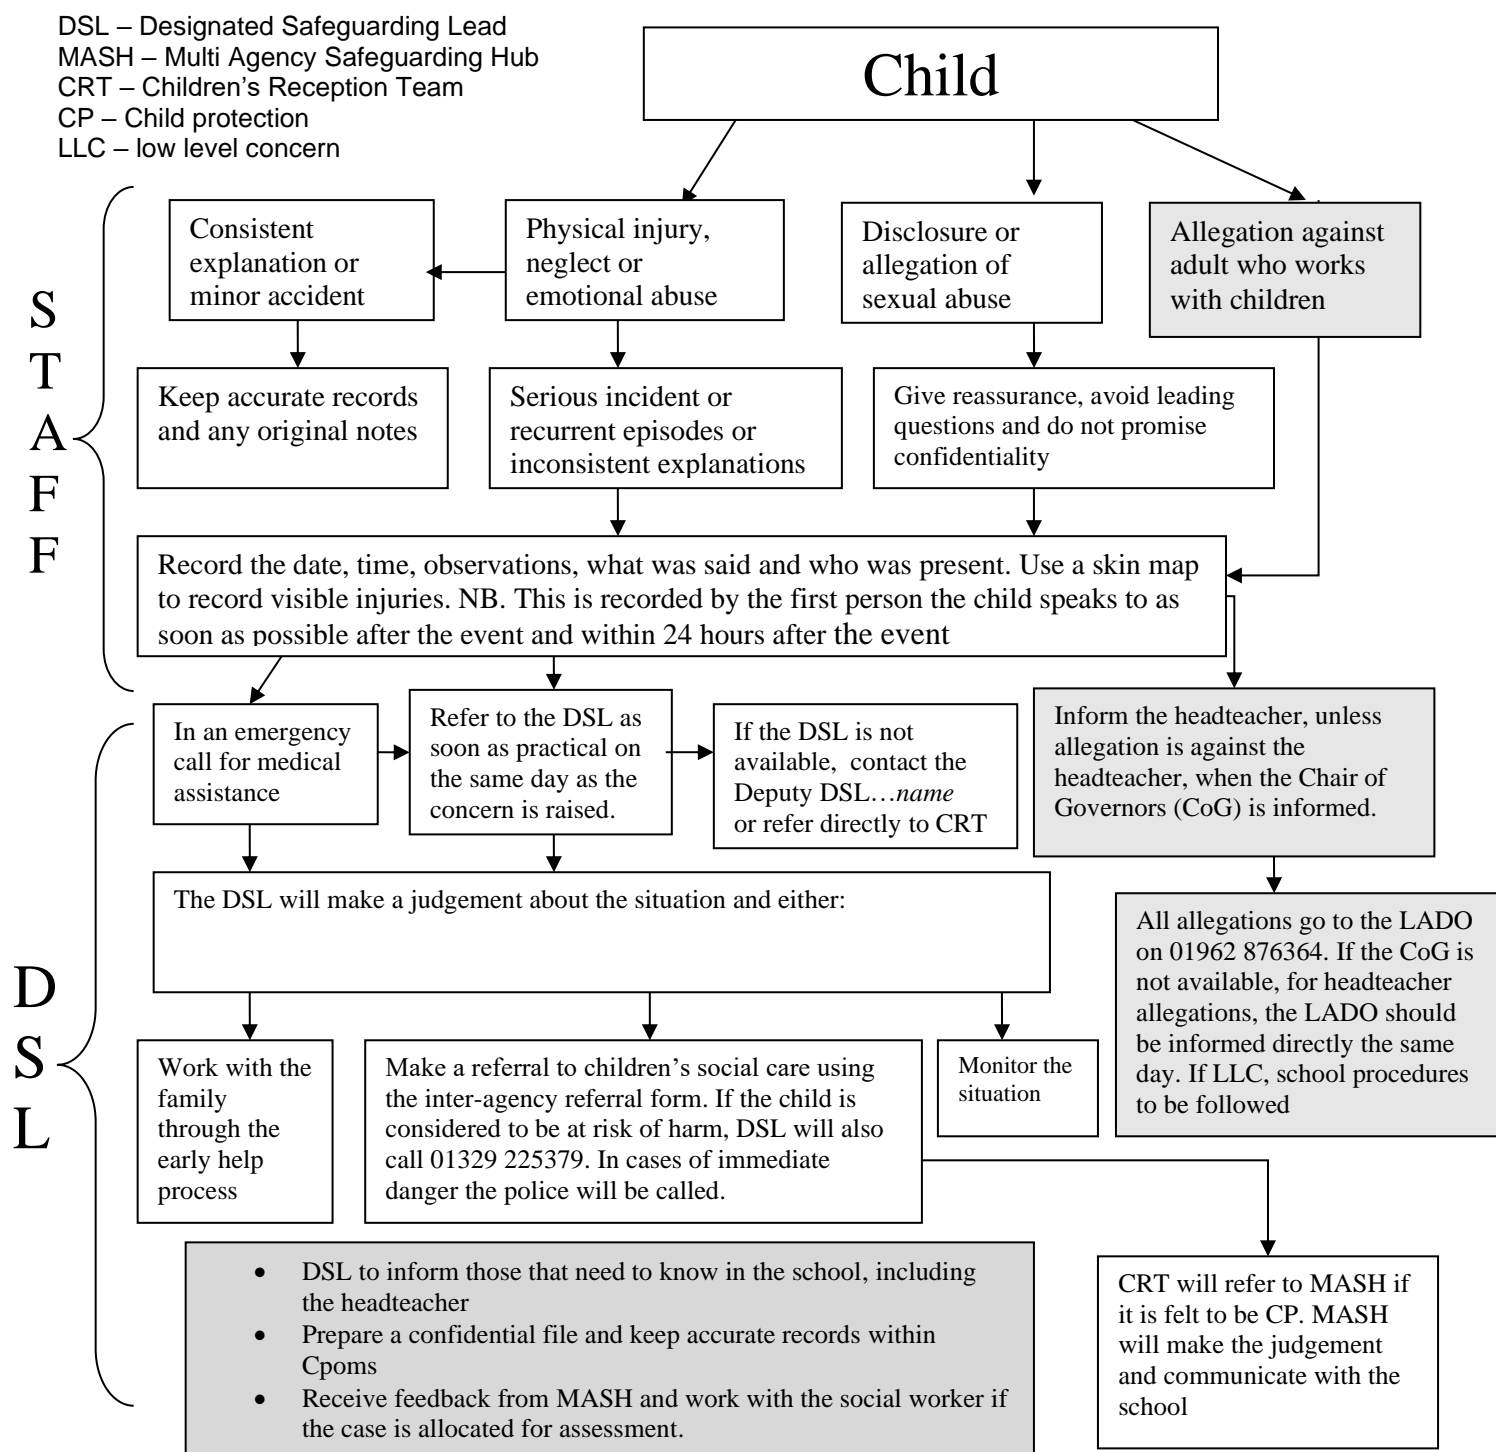 DSL – Designated Safeguarding Lead
MASH – Multi Agency Safeguarding Hub
CRT – Children's Reception Team
CP – Child protection
LLC – low level concern
Child
S
T
A
F
F
Consistent
explanation or
minor accident
Physical injury,
neglect or
emotional abuse
Disclosure or
allegation of
sexual abuse
Allegation against
adult who works
with children
Keep accurate records
and any original notes
Serious incident or
recurrent episodes or
inconsistent explanations
Give reassurance, avoid leading
questions and do not promise
confidentiality
Record the date, time, observations, what was said and who was present. Use a skin map
to record visible injuries. NB. This is recorded by the first person the child speaks to as
soon as possible after the event and within 24 hours after the event
D
S
L
In an emergency
call for medical
assistance
Refer to the DSL as
soon as practical on
the same day as the
concern is raised.
If the DSL is not
available,  contact the
Deputy DSL…name
or refer directly to CRT
Inform the headteacher, unless
allegation is against the
headteacher, when the Chair of
Governors (CoG) is informed.
The DSL will make a judgement about the situation and either:
All allegations go to the LADO
on 01962 876364. If the CoG is
not available, for headteacher
allegations, the LADO should
be informed directly the same
day. If LLC, school procedures
to be followed
Work with the
family
through the
early help
process
Make a referral to children's social care using
the inter-agency referral form. If the child is
considered to be at risk of harm, DSL will also
call 01329 225379. In cases of immediate
danger the police will be called.
Monitor the
situation
• DSL to inform those that need to know in the school, including
the headteacher
• Prepare a confidential file and keep accurate records within
Cpoms
• Receive feedback from MASH and work with the social worker if
the case is allocated for assessment.
CRT will refer to MASH if
it is felt to be CP. MASH
will make the judgement
and communicate with the
school